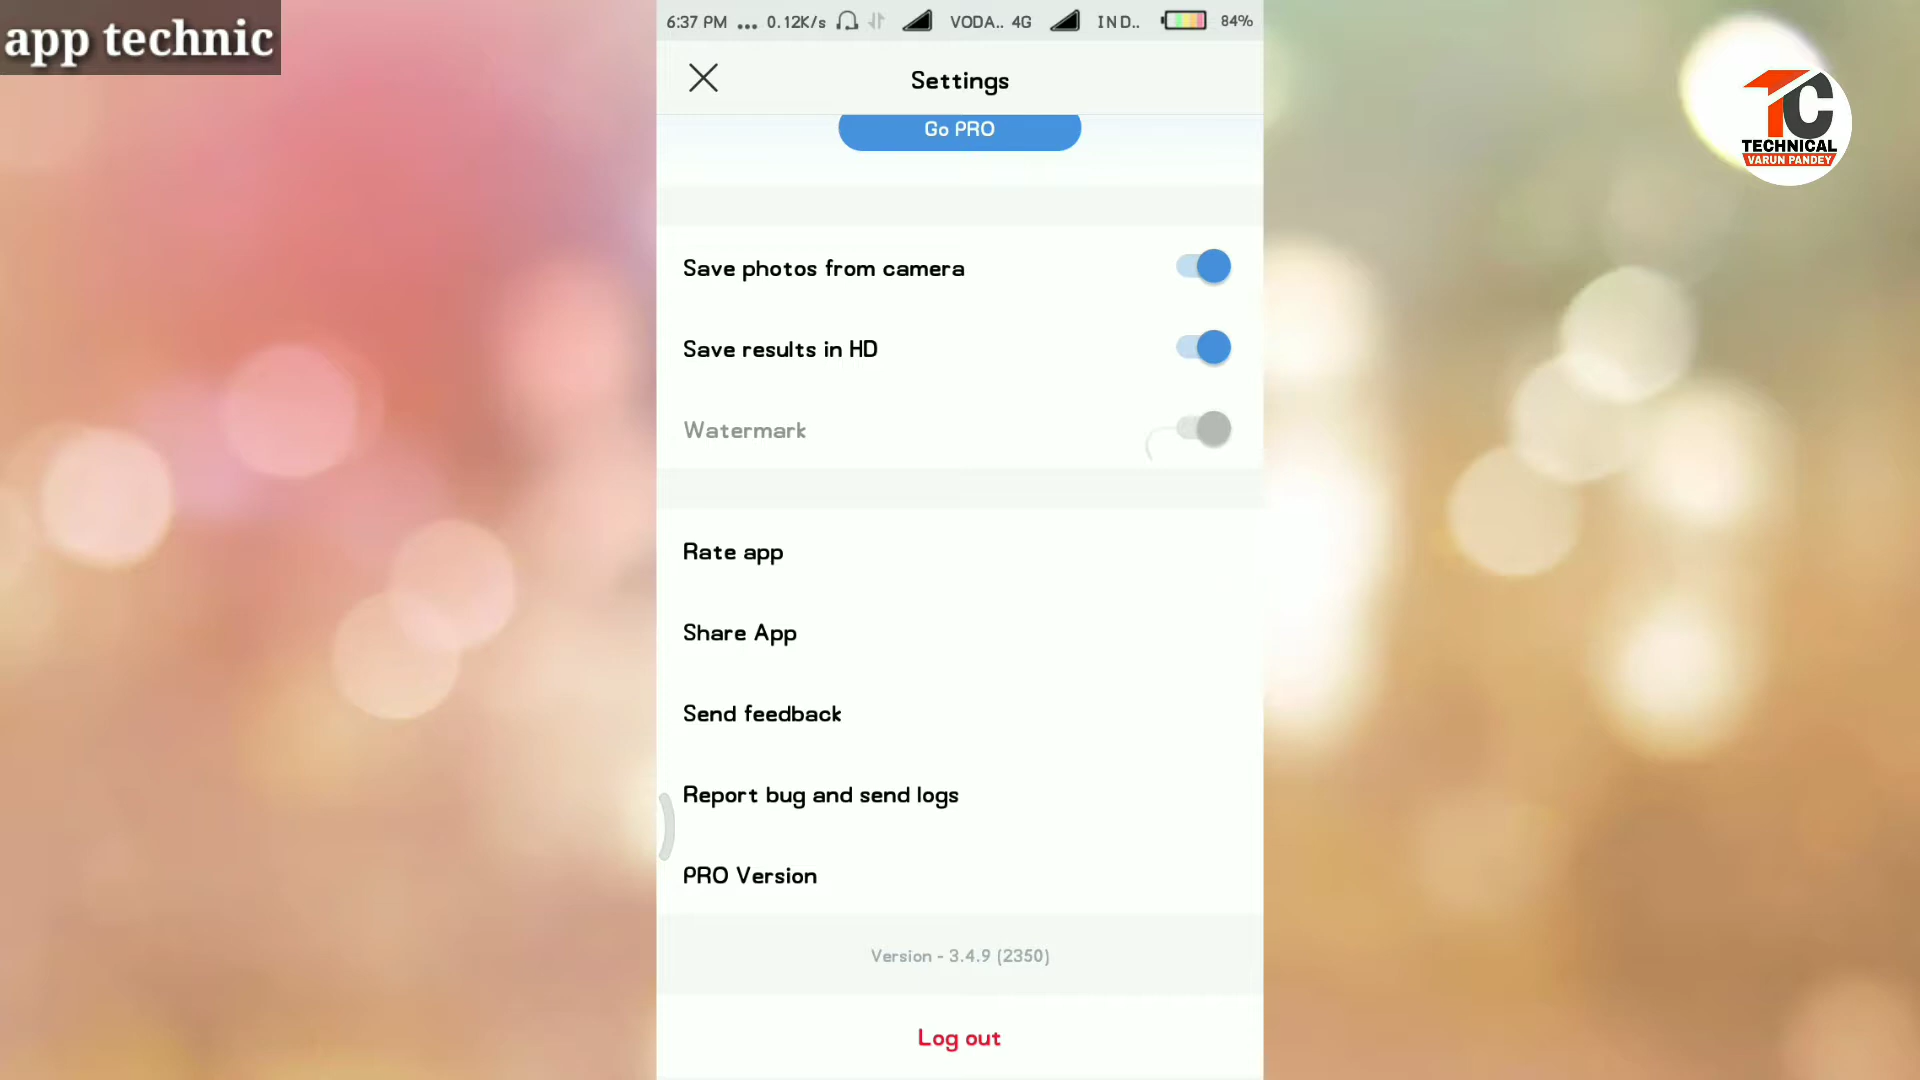 app technic
6:37 PM ... 0.12K/s VODA.. 4G IND.. 84%
Settings
Go PRO
TC
TECHNICAL
VARUN PANDEY
Save photos from camera
Save results in HD
Watermark
Rate app
Share App
Send feedback
Report bug and send logs
PRO Version
Version - 3.4.9 (2350)
Log out